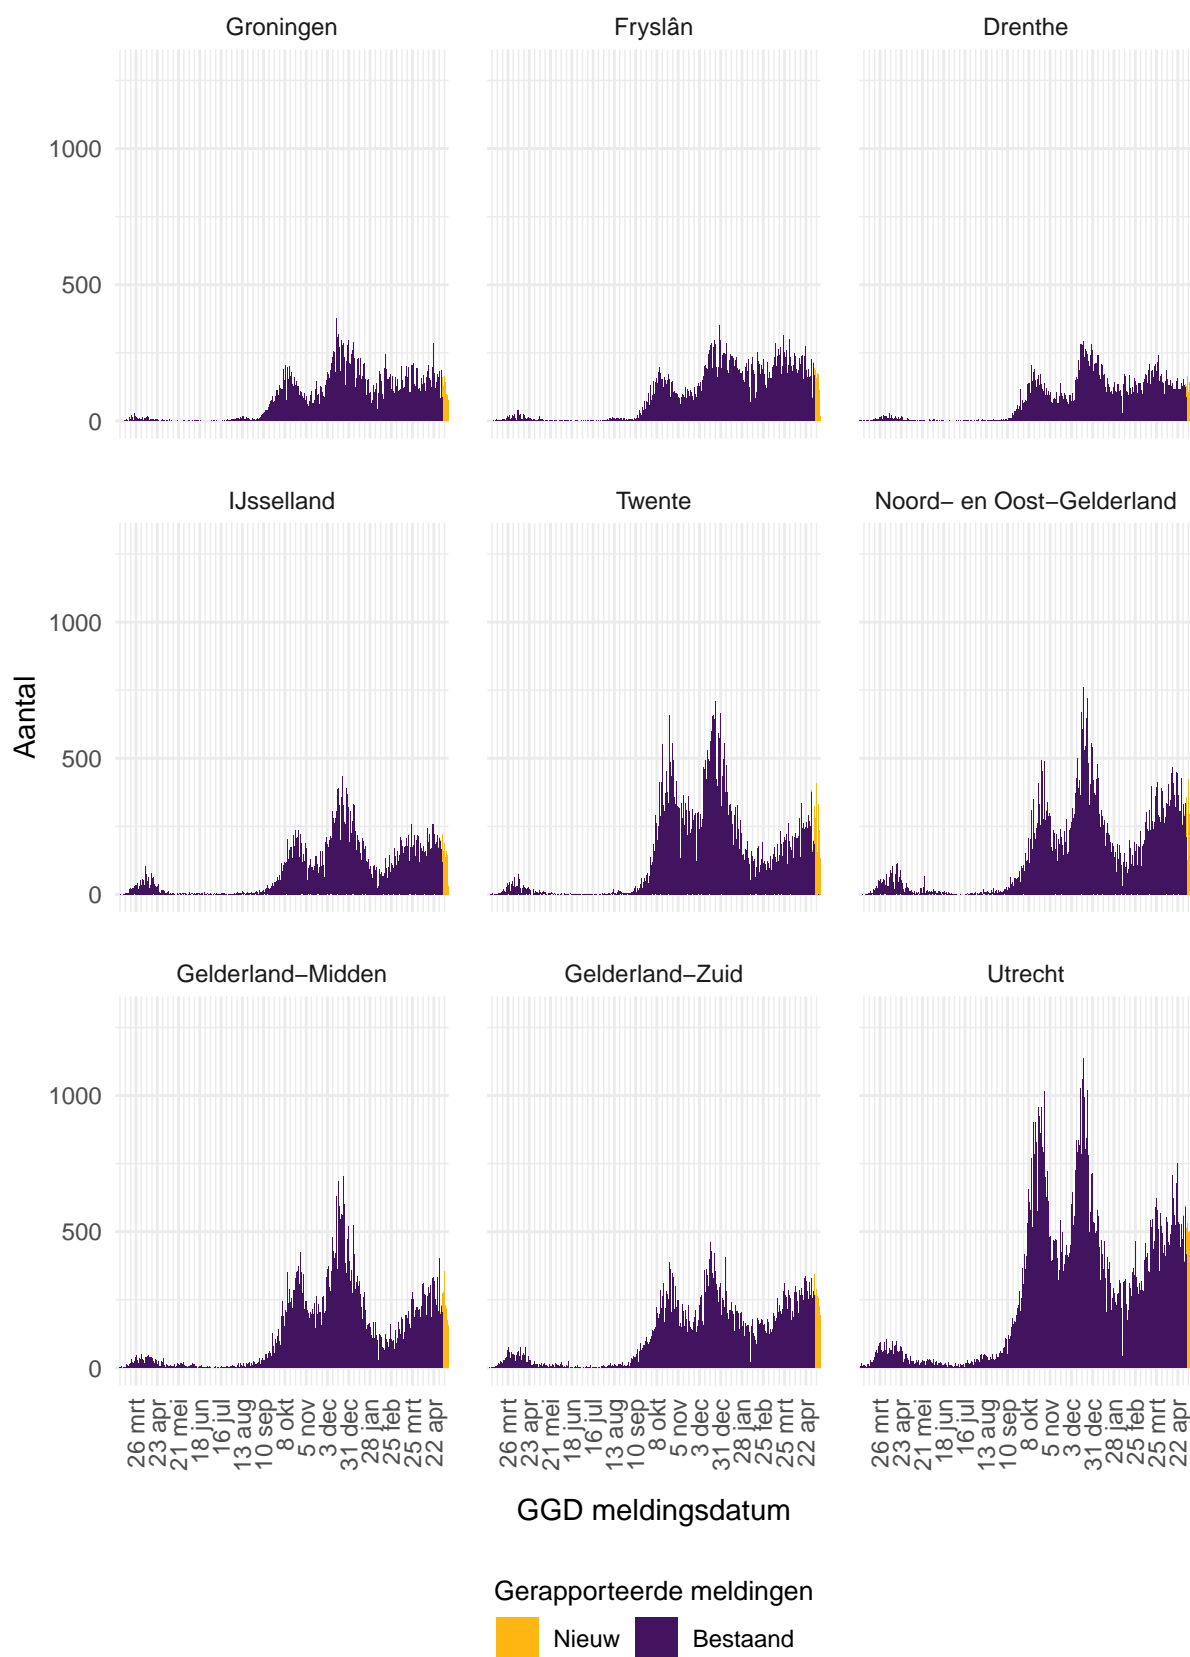 Groningen
Fryslân
Drenthe
1000
500
0
IJsselland
Twente
Noord− en Oost−Gelderland
1000
500
0
Aantal
Gelderland−Midden
Gelderland−Zuid
Utrecht
1000
500
0
26 mrt
23 apr
21 mei
18 jun
16 jul
13 aug
10 sep
8 okt
5 nov
3 dec
31 dec
28 jan
25 feb
25 mrt
22 apr
26 mrt
23 apr
21 mei
18 jun
16 jul
13 aug
10 sep
8 okt
5 nov
3 dec
31 dec
28 jan
25 feb
25 mrt
22 apr
26 mrt
23 apr
21 mei
18 jun
16 jul
13 aug
10 sep
8 okt
5 nov
3 dec
31 dec
28 jan
25 feb
25 mrt
22 apr
GGD meldingsdatum
Gerapporteerde meldingen
Nieuw
Bestaand